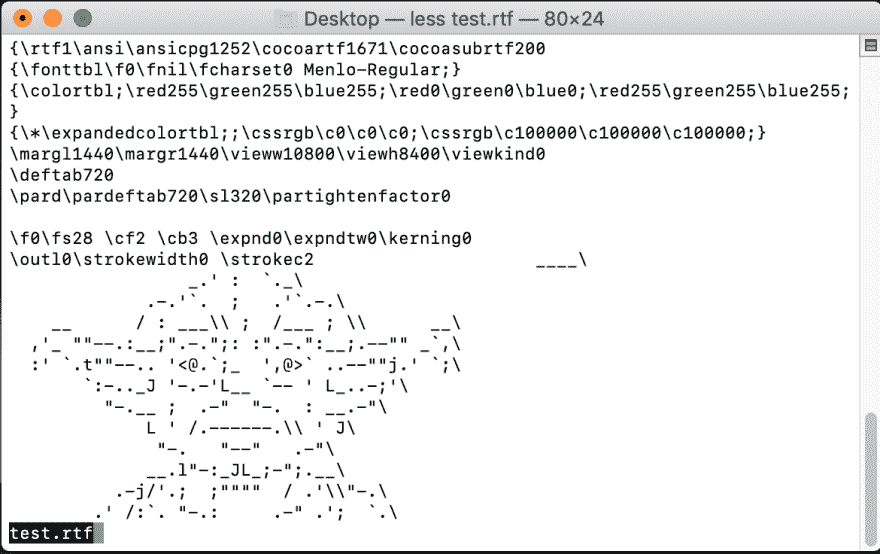 Desktop — less test.rtf — 80×24
{\rtf1\ansi\ansicpg1252\cocoartf1671\cocoasubrtf200
{\fonttbl\f0\fnil\fcharset0 Menlo-Regular;}
{\colortbl;\red255\green255\blue255;\red0\green0\blue0;\red255\green255\blue255;
}
{\*\expandedcolortbl;;\cssrgb\c0\c0\c0;\cssrgb\c100000\c100000\c100000;}
\margl1440\margr1440\vieww10800\viewh8400\viewkind0
\deftab720
\pard\pardeftab720\sl320\partightenfactor0

\f0\fs28 \cf2 \cb3 \expnd0\expndtw0\kerning0
\outl0\strokewidth0 \strokec2                     ____\
                 _.' :  `._\
             .-.'`.  ;   .'`.-.\
    __      / : ___\\ ;  /___ ; \\      __\
  ,'_ ""--.:__;".-.";: :".-.":__;.--"" _`,\
  :' `.t""--.. '<@.`;_  ',@>` ..--""j.' `;\
       `:-.._J '-.-'L__ `-- ' L_..-;'\
         "-.__ ;  .-"  "-.  : __.-"\
             L ' /.------.\\ ' J\
              "-.   "--"   .-"\
             __.l"-:_JL_;-";.__\
          .-j/'.;  ;""""  / .'\\"-.\
        .' /:`. "-.:     .-" .';  `.\
test.rtf